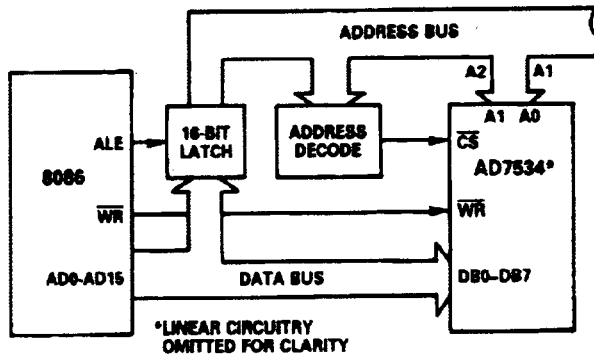 ADDRESS BUS
A2
A1
A1 A0
ALE
16-BIT
LATCH
ADDRESS
DECODE
CS
8086
AD7534*
WR
WR
AD0-AD15
DATA BUS
DB0–DB7
*LINEAR CIRCUITRY
OMITTED FOR CLARITY